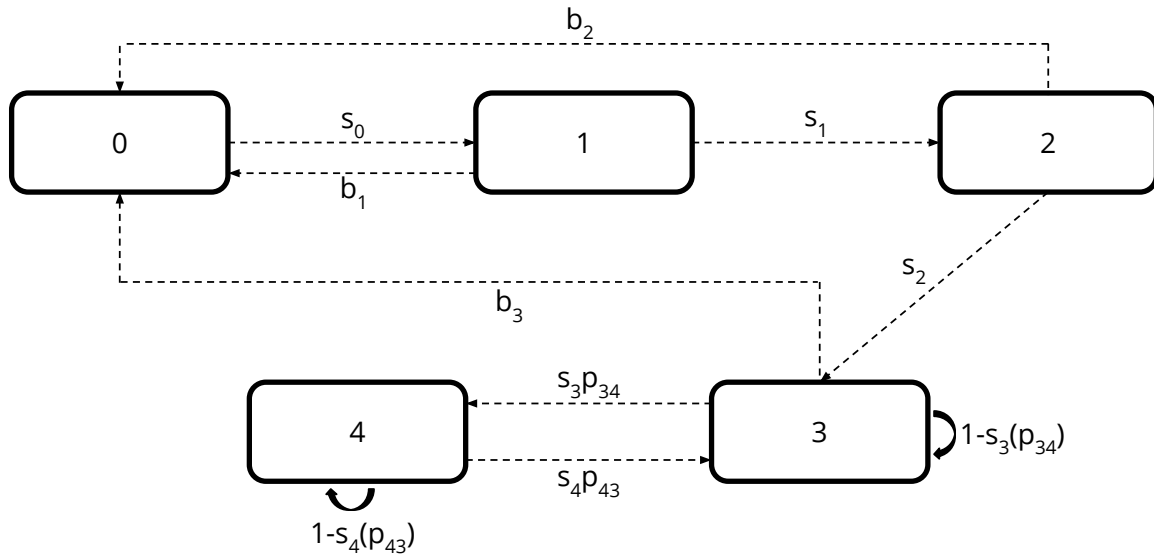 b₂
0
s₀
1
s₁
2
b₁
s₂
b₃
4
s₃p₃₄
3
1-s₃(p₃₄)
s₄p₄₃
1-s₄(p₄₃)